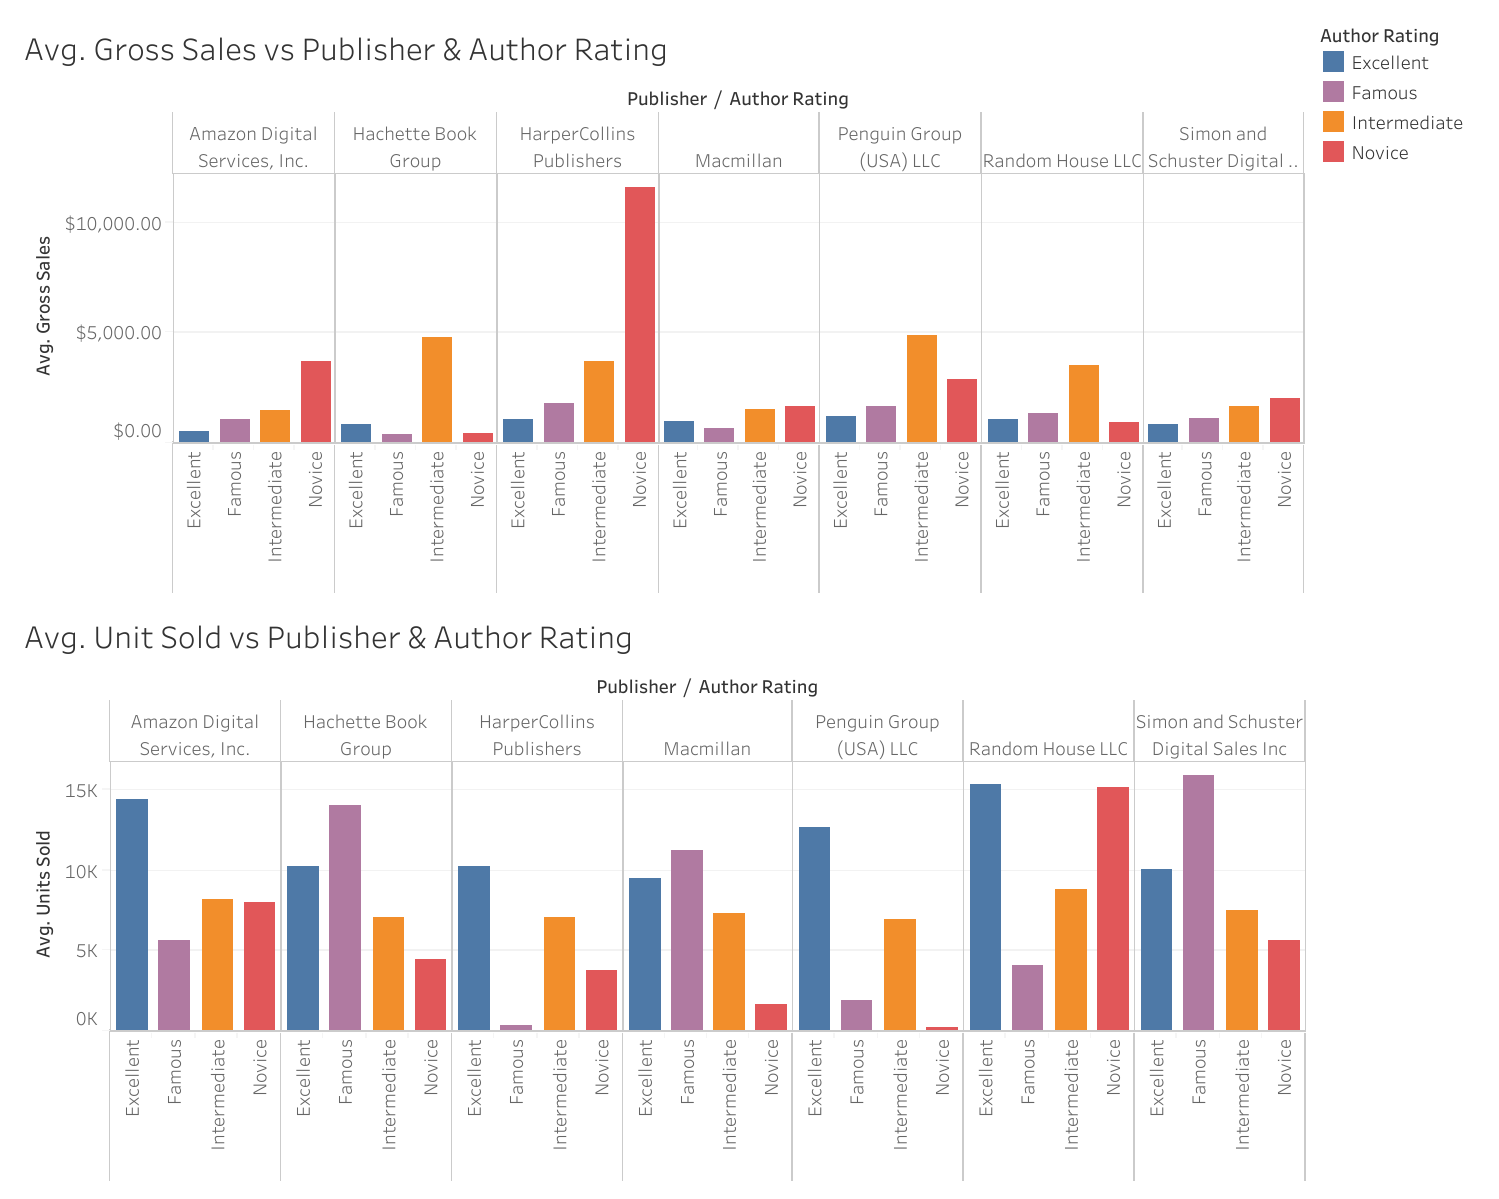 Avg. Gross Sales vs Publisher & Author Rating
Author Rating
Excellent
Famous
Intermediate
Novice
Publisher / Author Rating
Amazon Digital
Services, Inc.
Hachette Book
Group
HarperCollins
Publishers
Macmillan
Penguin Group
(USA) LLC
Random House LLC
Simon and
Schuster Digital ..
Avg. Gross Sales
$10,000.00
$5,000.00
$0.00
Excellent
Famous
Intermediate
Novice
Excellent
Famous
Intermediate
Novice
Excellent
Famous
Intermediate
Novice
Excellent
Famous
Intermediate
Novice
Excellent
Famous
Intermediate
Novice
Excellent
Famous
Intermediate
Novice
Excellent
Famous
Intermediate
Novice
Avg. Unit Sold vs Publisher & Author Rating
Publisher / Author Rating
Amazon Digital
Services, Inc.
Hachette Book
Group
HarperCollins
Publishers
Macmillan
Penguin Group
(USA) LLC
Random House LLC
Simon and Schuster
Digital Sales Inc
Avg. Units Sold
15K
10K
5K
0K
Excellent
Famous
Intermediate
Novice
Excellent
Famous
Intermediate
Novice
Excellent
Famous
Intermediate
Novice
Excellent
Famous
Intermediate
Novice
Excellent
Famous
Intermediate
Novice
Excellent
Famous
Intermediate
Novice
Excellent
Famous
Intermediate
Novice